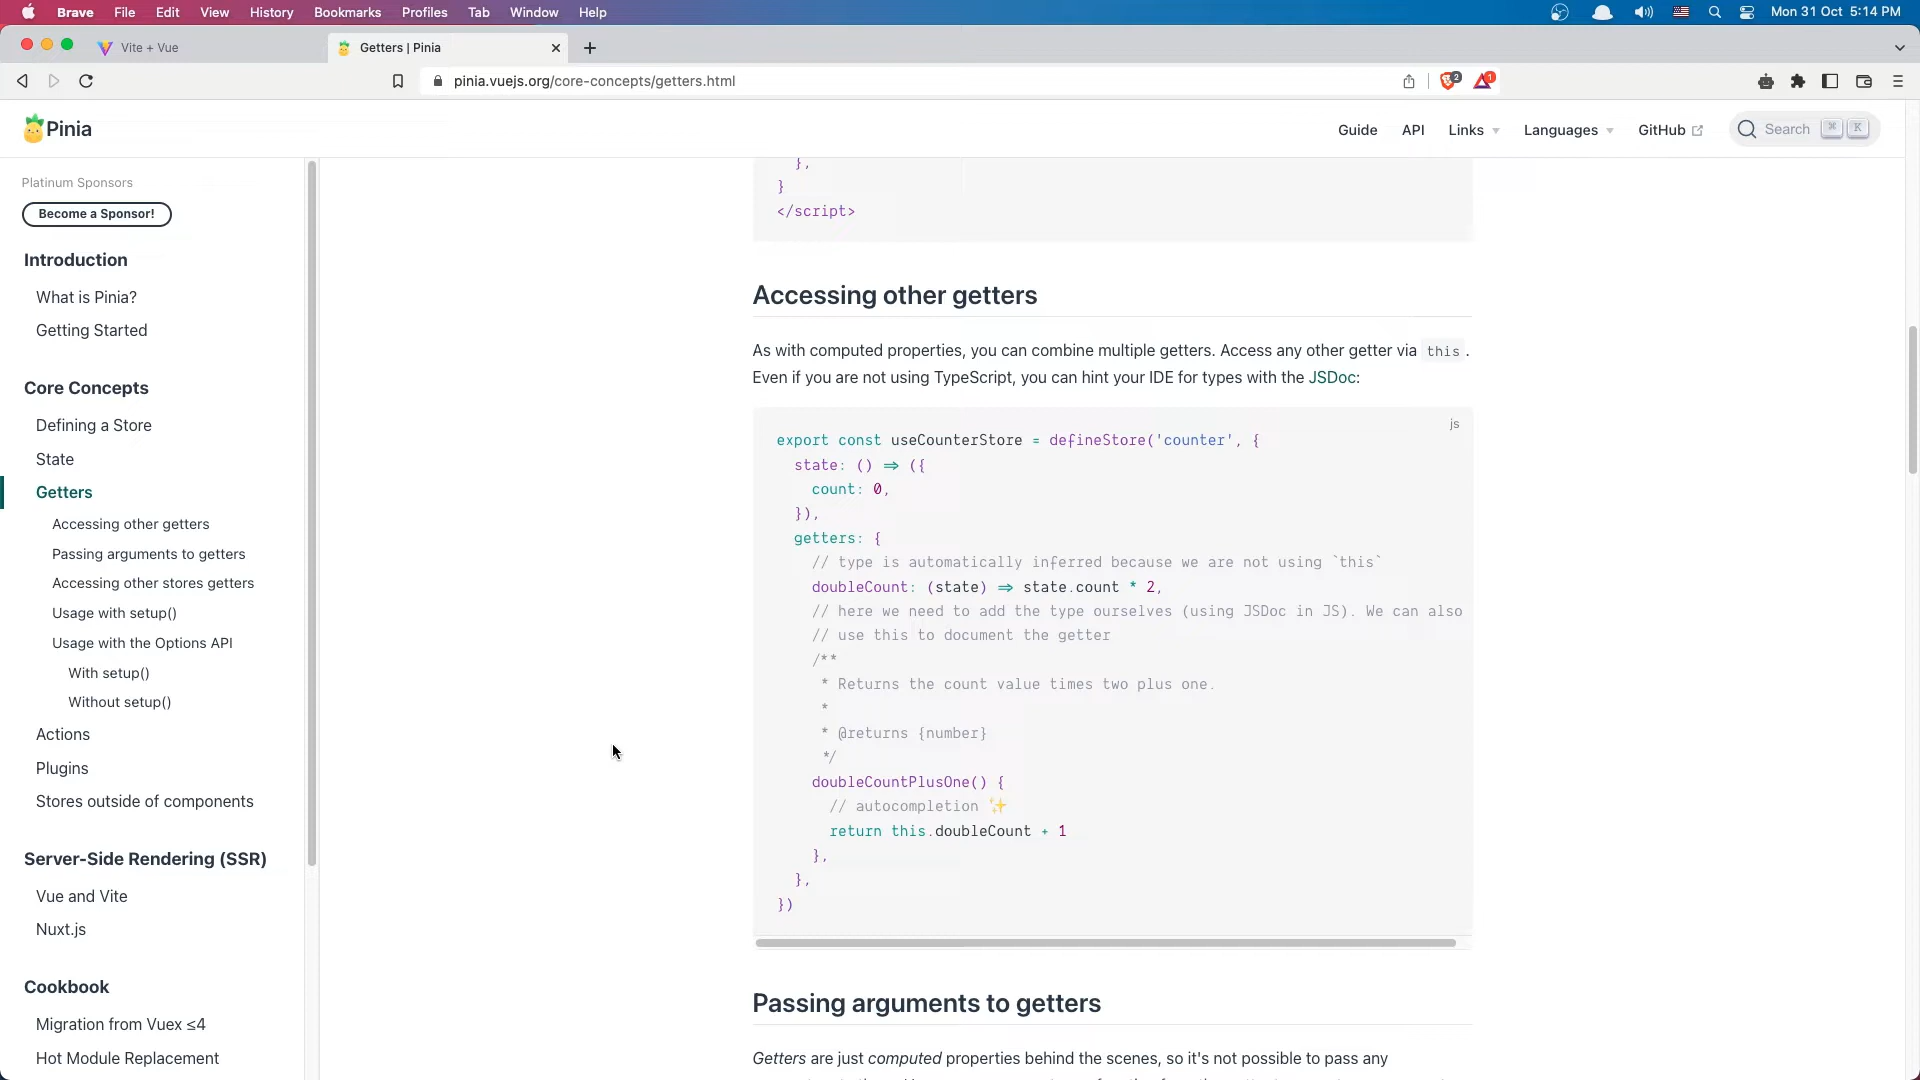 Brave File Edit View History Bookmarks Profiles Tab Window Help Mon 31 Oct 5:14 PM
Vite + Vue
Getters | Pinia
pinia.vuejs.org/core-concepts/getters.html
2
1
Pinia
Guide API Links Languages GitHub Search ⌘ K
Platinum Sponsors
Become a Sponsor!
Introduction
What is Pinia?
Getting Started
Core Concepts
Defining a Store
State
Getters
Accessing other getters
Passing arguments to getters
Accessing other stores getters
Usage with setup()
Usage with the Options API
With setup()
Without setup()
Actions
Plugins
Stores outside of components
Server-Side Rendering (SSR)
Vue and Vite
Nuxt.js
Cookbook
Migration from Vuex ≤4
Hot Module Replacement
},
}
</script>
Accessing other getters
As with computed properties, you can combine multiple getters. Access any other getter via this .
Even if you are not using TypeScript, you can hint your IDE for types with the JSDoc:
js
export const useCounterStore = defineStore('counter', {
state: () ⇒ ({
count: 0,
}),
getters: {
// type is automatically inferred because we are not using `this`
doubleCount: (state) ⇒ state.count * 2,
// here we need to add the type ourselves (using JSDoc in JS). We can also
// use this to document the getter
/**
* Returns the count value times two plus one.
*
* @returns {number}
*/
doubleCountPlusOne() {
// autocompletion ✨
return this.doubleCount + 1
},
},
})
Passing arguments to getters
Getters are just computed properties behind the scenes, so it's not possible to pass any